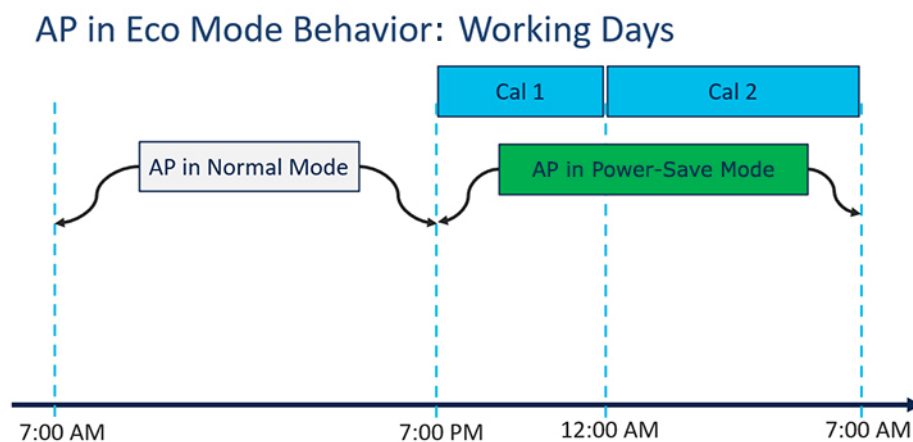 AP in Eco Mode Behavior: Working Days
Cal 1
Cal 2
AP in Normal Mode
AP in Power-Save Mode
7:00 AM
7:00 PM
12:00 AM
7:00 AM